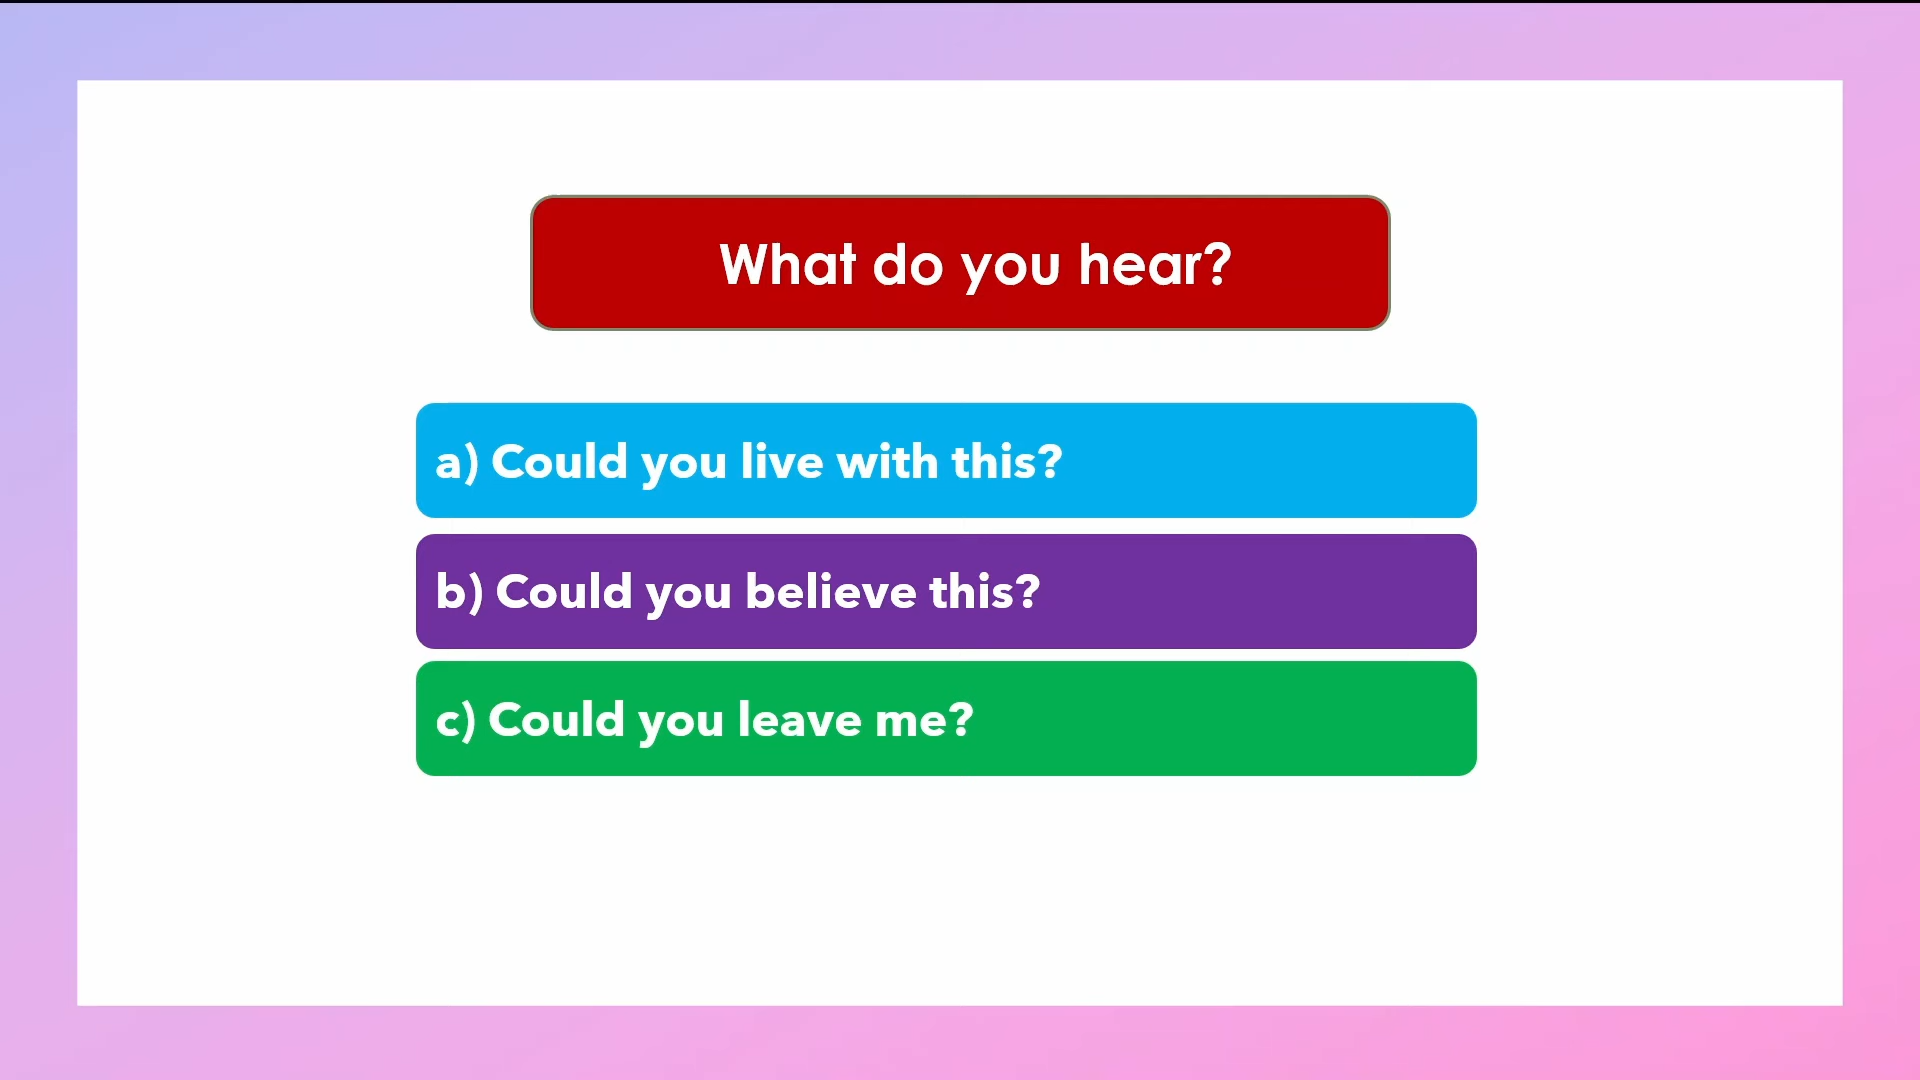 What do you hear?
a) Could you live with this?
b) Could you believe this?
c) Could you leave me?